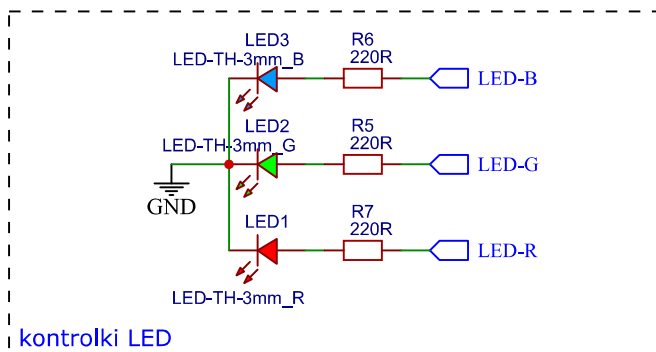 LED3
LED-TH-3mm_B
R6
220R
LED-B
LED2
LED-TH-3mm_G
R5
220R
LED-G
GND
LED1
LED-TH-3mm_R
R7
220R
LED-R
kontrolki LED